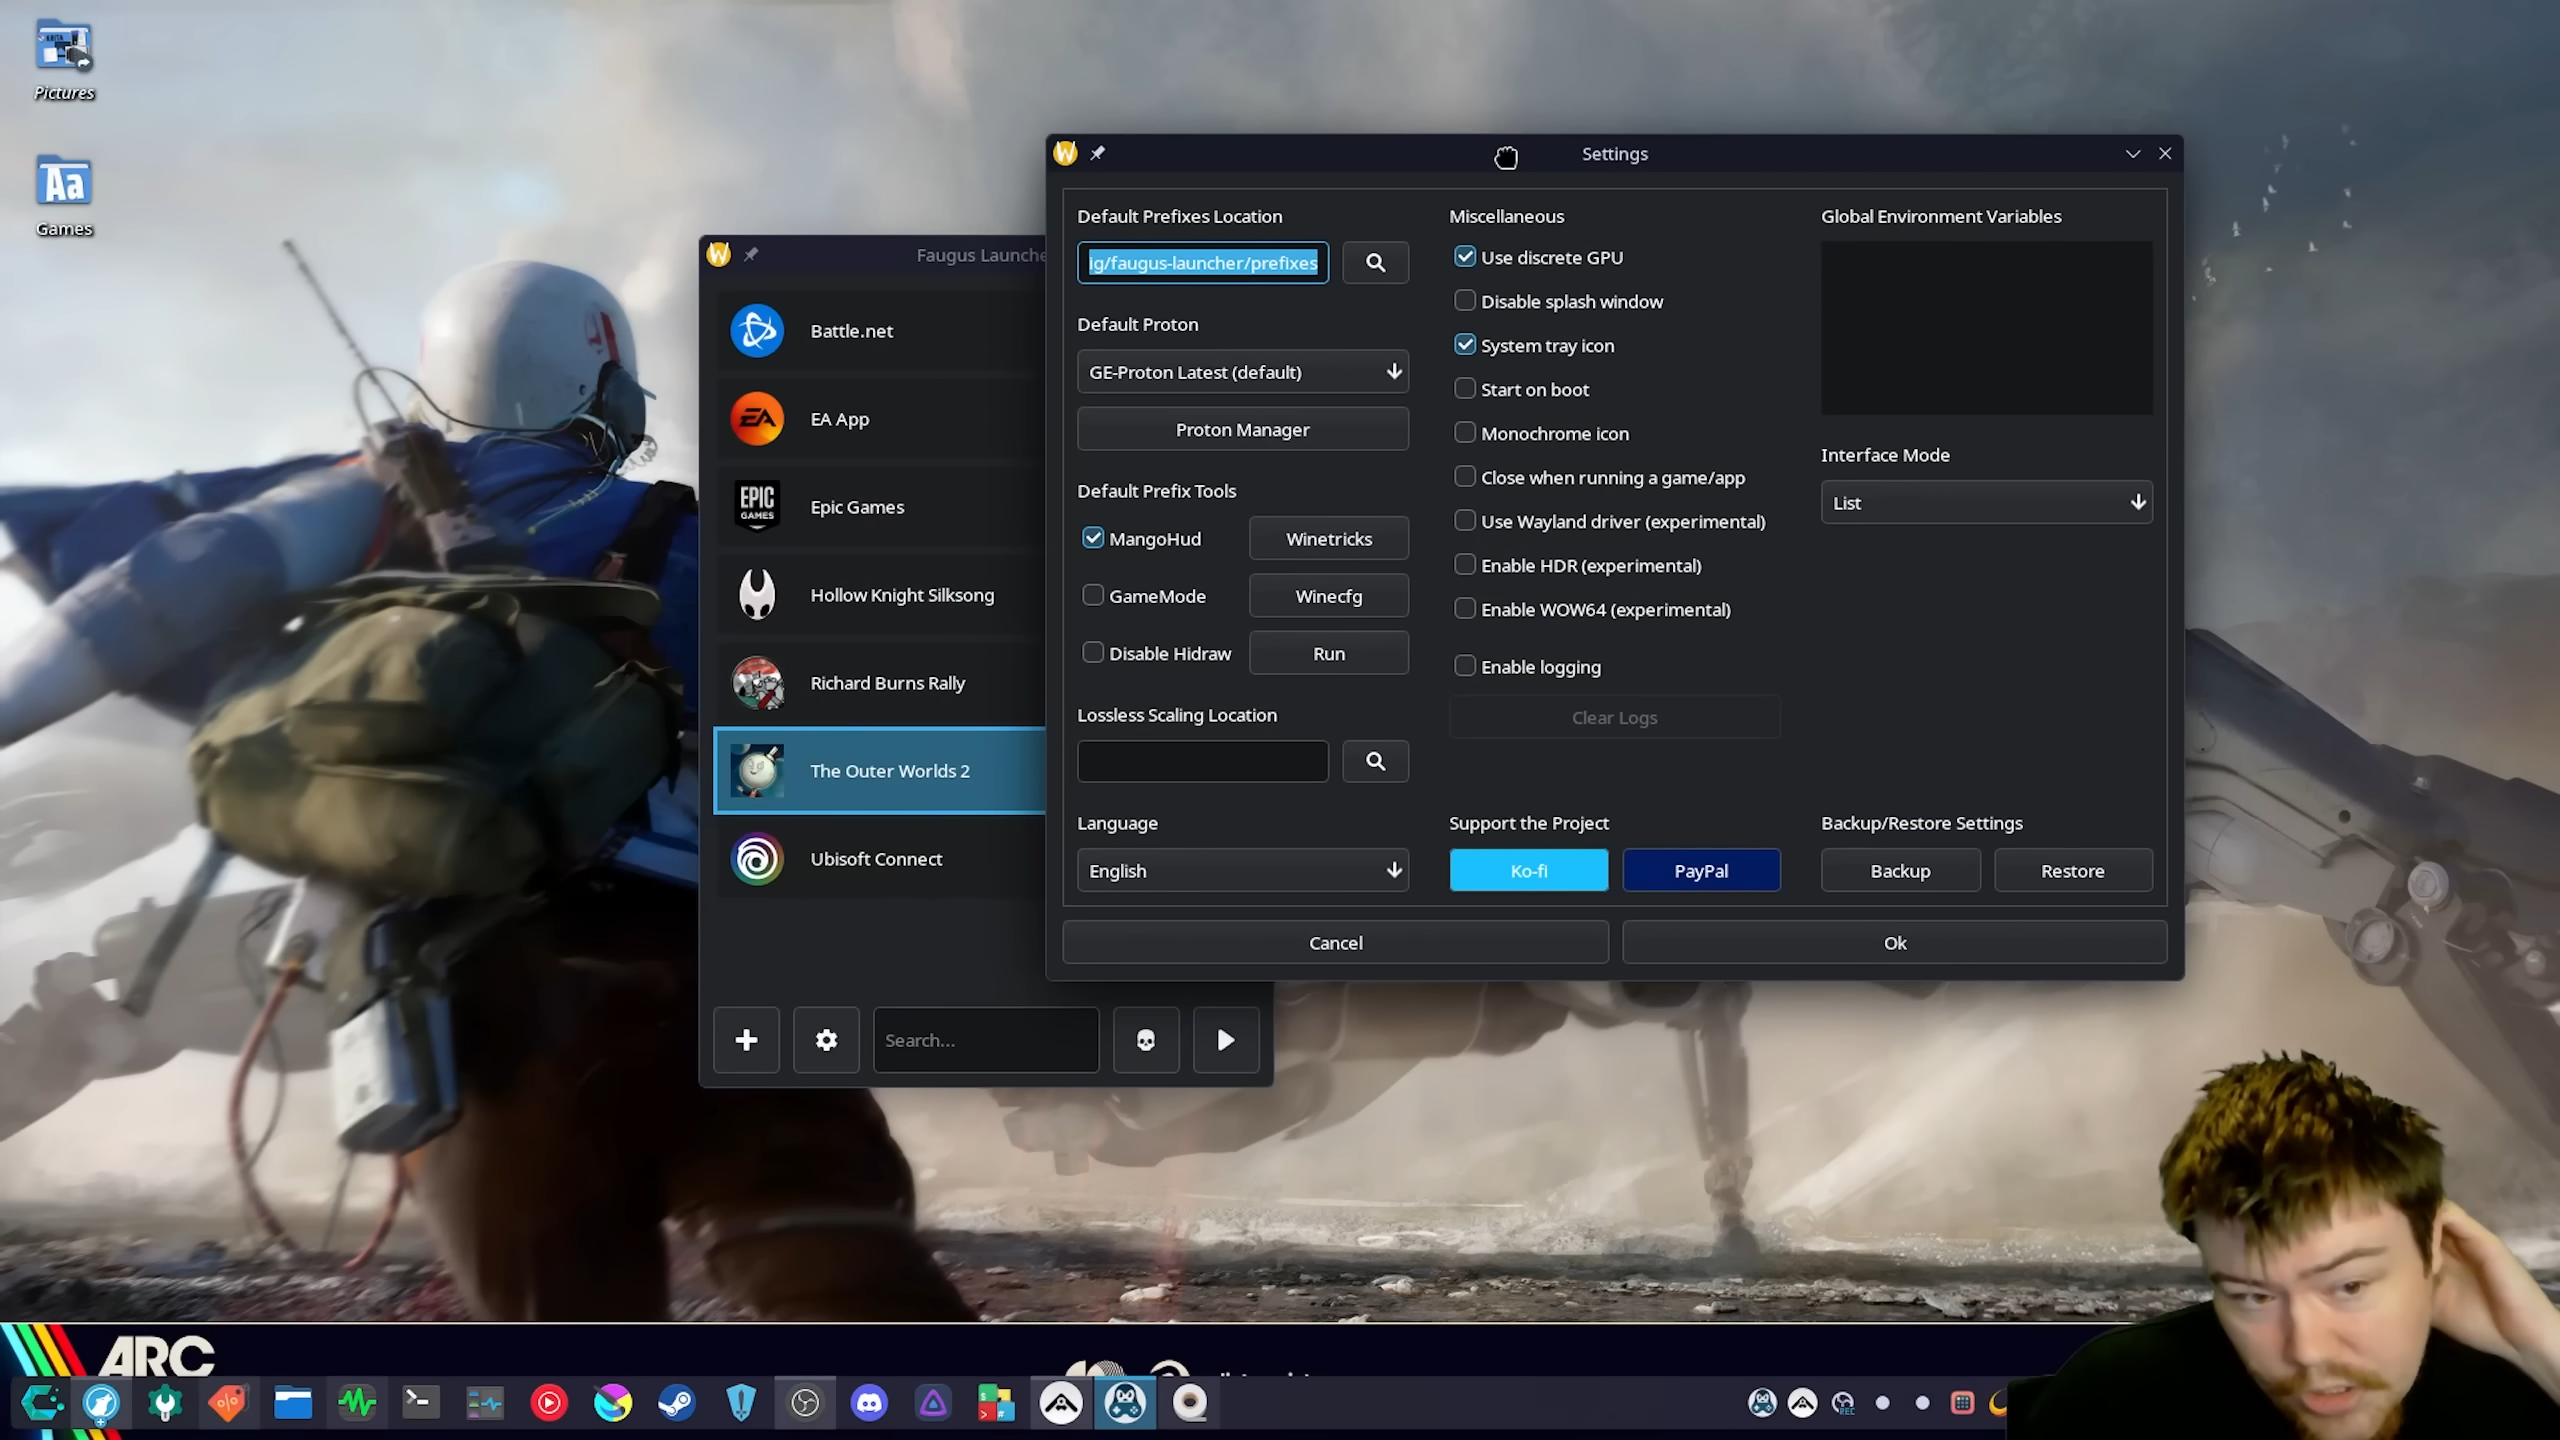 Pictures
Games
Settings
Default Prefixes Location
ig/faugus-launcher/prefixes
Default Proton
GE-Proton Latest (default)
Proton Manager
Default Prefix Tools
MangoHud
Winetricks
GameMode
Winecfg
Disable Hidraw
Run
Lossless Scaling Location
Language
English
Miscellaneous
Use discrete GPU
Disable splash window
System tray icon
Start on boot
Monochrome icon
Close when running a game/app
Use Wayland driver (experimental)
Enable HDR (experimental)
Enable WOW64 (experimental)
Enable logging
Clear Logs
Support the Project
Ko-fi
PayPal
Global Environment Variables
Interface Mode
List
Backup/Restore Settings
Backup
Restore
Cancel
Ok
Faugus Launche
Battle.net
EA
EA App
EPIC
GAMES
Epic Games
Hollow Knight Silksong
Richard Burns Rally
The Outer Worlds 2
Ubisoft Connect
Search...
ARC
REC